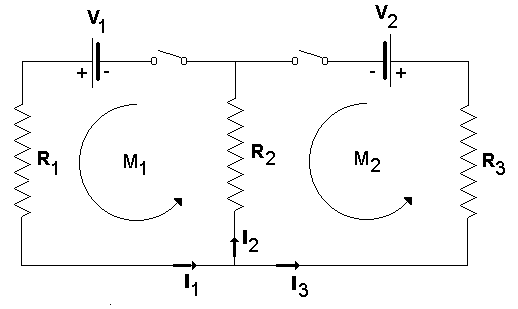 V1
V2
+ -
- +
R1
M1
R2
M2
R3
I2
I1
I3